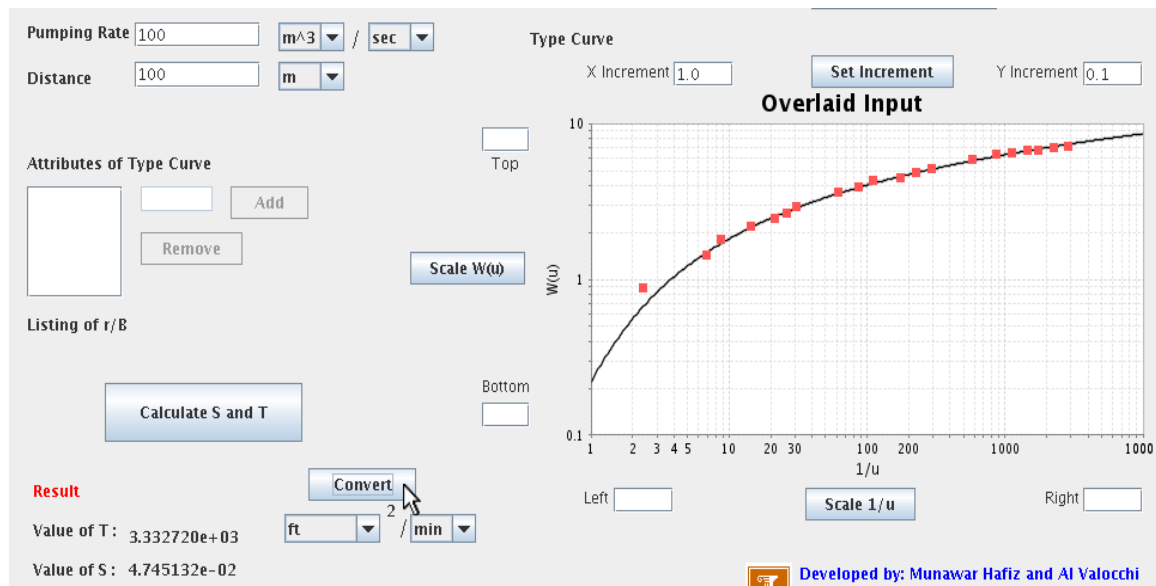 Pumping Rate 100 m^3 / sec
Distance 100 m
Type Curve
X Increment 1.0 Set Increment Y Increment 0.1
Overlaid Input
Top
Attributes of Type Curve
Add
Remove
Scale W(u)
Listing of r/B
Bottom
Calculate S and T
W(u)
10
1
0.1
1 2 3 4 5 10 20 30 100 200 1000 1000
1/u
Left Scale 1/u Right
Convert
Result
Value of T: 3.332720e+03 ft 2 / min
Value of S: 4.745132e-02
Developed by: Munawar Hafiz and Al Valocchi